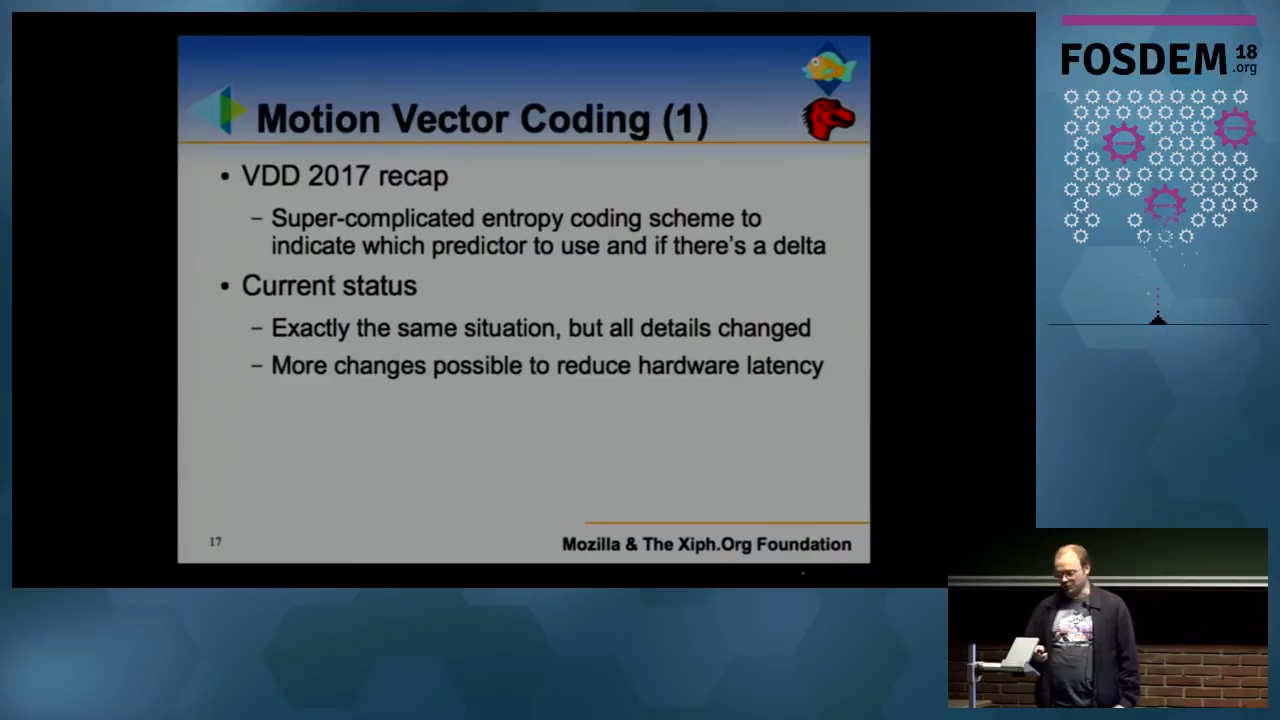 FOSDEM 18
.org
Motion Vector Coding (1)
• VDD 2017 recap
– Super-complicated entropy coding scheme to
indicate which predictor to use and if there's a delta
• Current status
– Exactly the same situation, but all details changed
– More changes possible to reduce hardware latency
17
Mozilla & The Xiph.Org Foundation